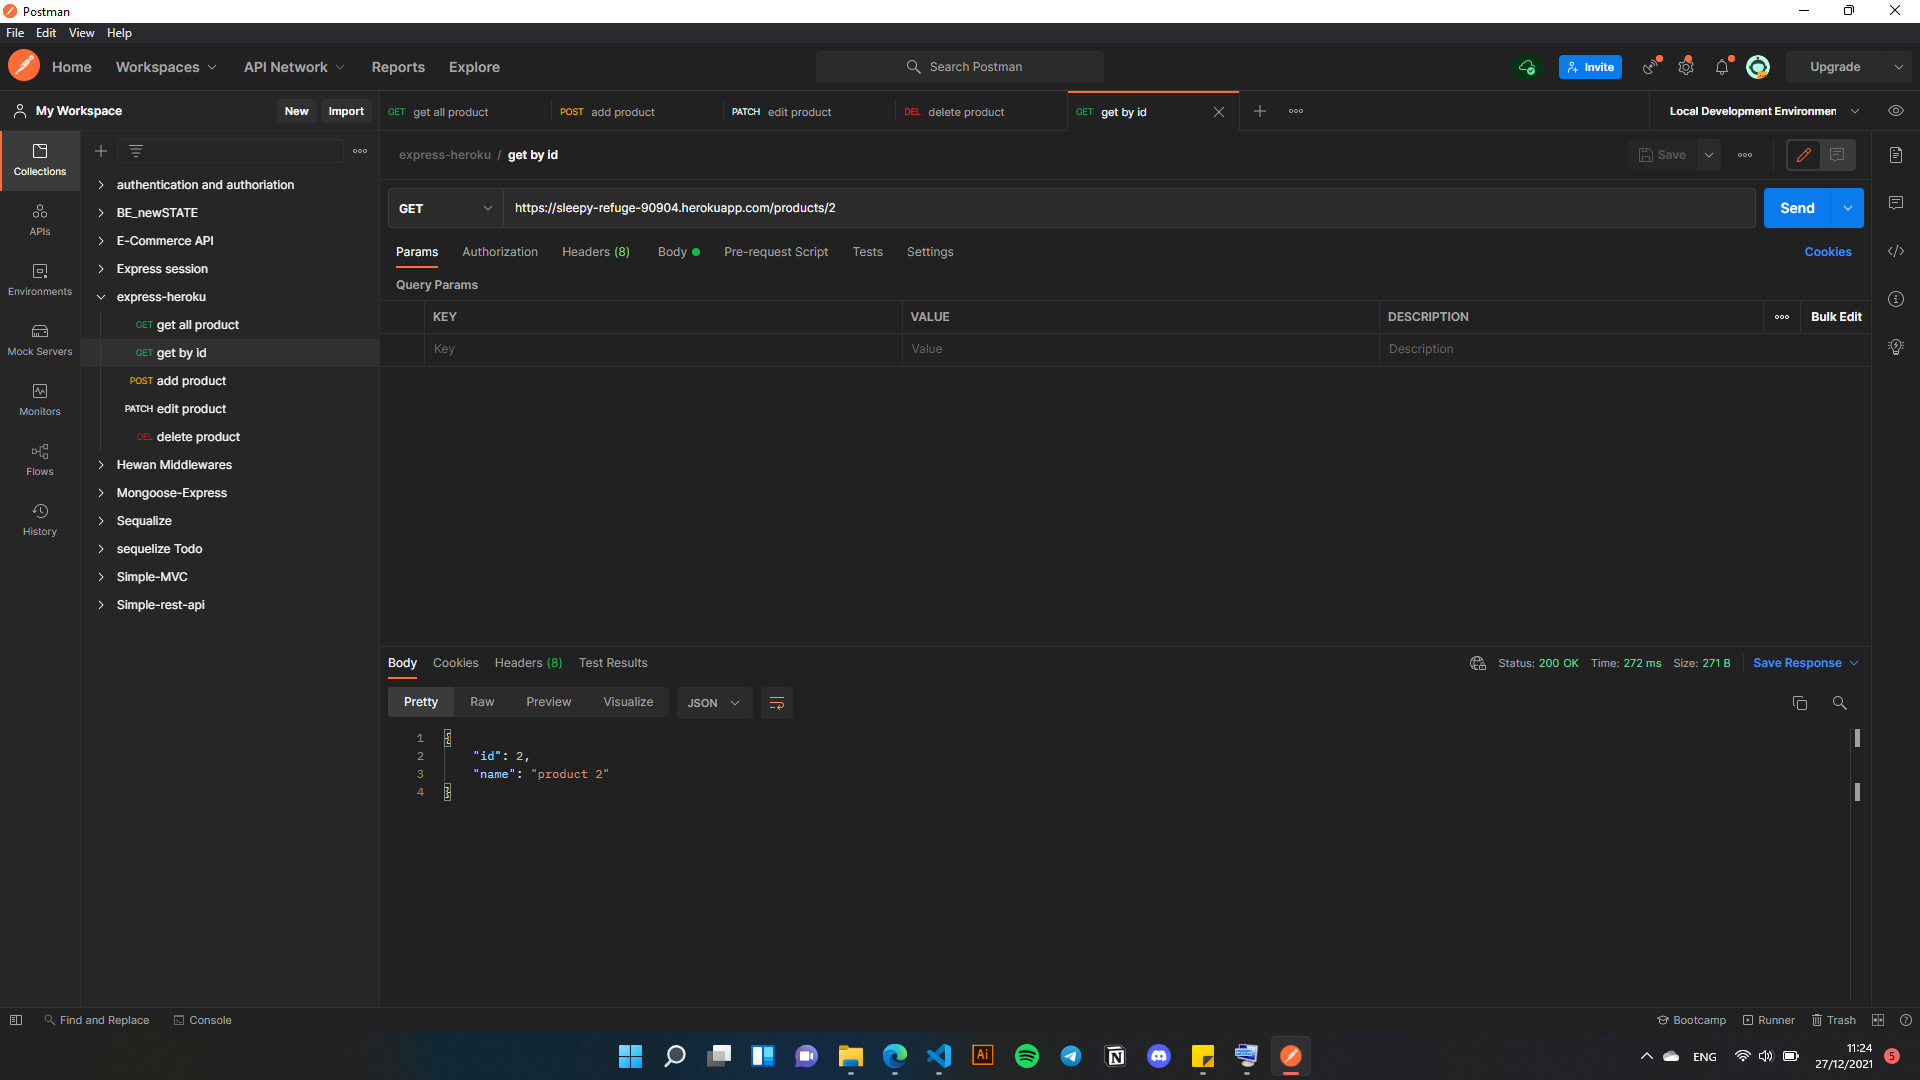 Postman
File Edit View Help
Home Workspaces API Network Reports Explore Search Postman Invite Upgrade
My Workspace New Import GET get all product POST add product PATCH edit product DEL delete product GET get by id Local Development Environmen
express-heroku / get by id Save
Collections
APIs
Environments
Mock Servers
Monitors
Flows
History
authentication and authoriation
BE_newSTATE
E-Commerce API
Express session
express-heroku
GET get all product
GET get by id
POST add product
PATCH edit product
DEL delete product
Hewan Middlewares
Mongoose-Express
Sequalize
sequelize Todo
Simple-MVC
Simple-rest-api
GET https://sleepy-refuge-90904.herokuapp.com/products/2 Send
Params Authorization Headers (8) Body Pre-request Script Tests Settings Cookies
Query Params
KEY VALUE DESCRIPTION Bulk Edit
Key Value Description
Body Cookies Headers (8) Test Results Status: 200 OK Time: 272 ms Size: 271 B Save Response
Pretty Raw Preview Visualize JSON
1 {
2 "id": 2,
3 "name": "product 2"
4 }
Find and Replace Console Bootcamp Runner Trash
Ai ENG 11:24
27/12/2021 5